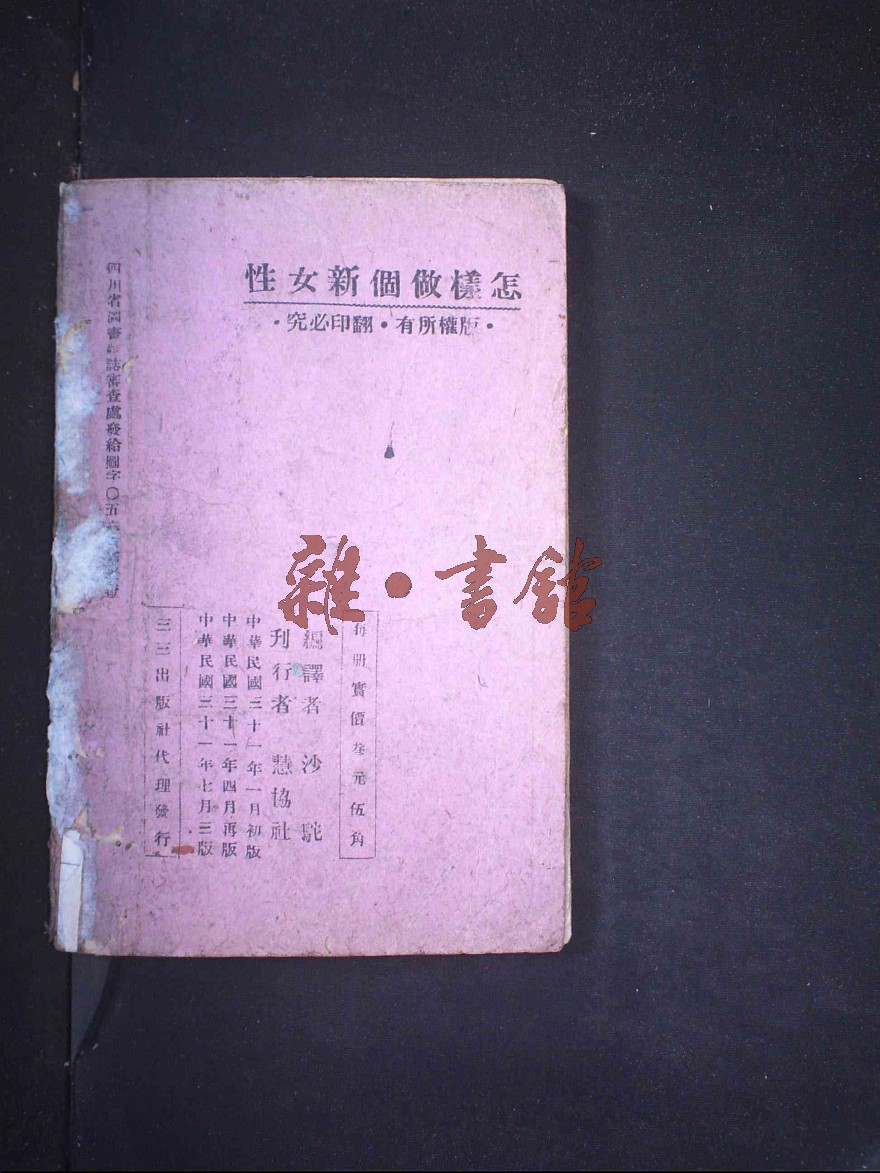 怎樣做個新女性
·版權所有·翻印必究·
每册實價叁元伍角
編譯者 沙駝
刊行者 慧協社
中華民國三十一年一月初版
中華民國三十一年四月再版
中華民國三十一年七月三版
三三出版社代理發行
四川省圖書雜誌審查處發給圖字〇五
雜·書館